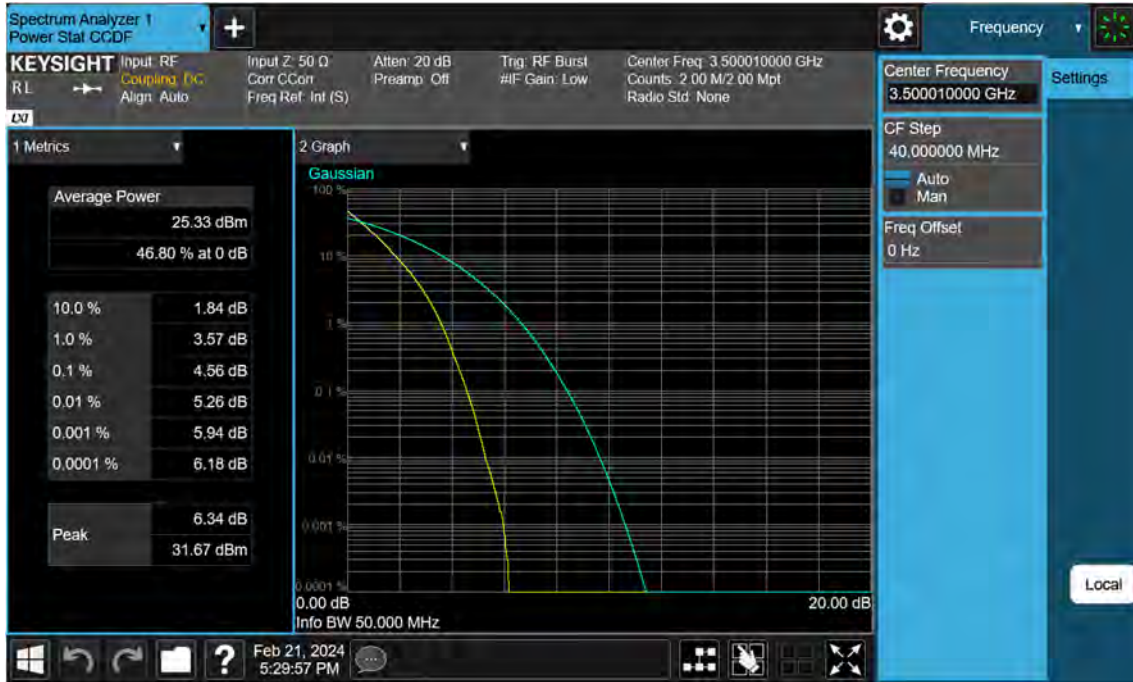 Spectrum Analyzer 1
Power Stat CCDF
Frequency
KEYSIGHT
RL
LXI
Input: RF
Coupling: DC
Align: Auto
Input Z: 50 Ω
Corr CCorr
Freq Ref: Int (S)
Atten: 20 dB
Preamp: Off
Trig: RF Burst
#IF Gain: Low
Center Freq: 3.500010000 GHz
Counts: 2.00 M/2.00 Mpt
Radio Std: None
Center Frequency
3.500010000 GHz
Settings
CF Step
40.000000 MHz
Auto
Man
Freq Offset
0 Hz
1 Metrics
Average Power
25.33 dBm
46.80 % at 0 dB
10.0 % 1.84 dB
1.0 % 3.57 dB
0.1 % 4.56 dB
0.01 % 5.26 dB
0.001 % 5.94 dB
0.0001 % 6.18 dB
Peak
6.34 dB
31.67 dBm
2 Graph
Gaussian
100 %
10 %
1 %
0.1 %
0.01 %
0.001 %
0.0001 %
0.00 dB 20.00 dB
Info BW 50.000 MHz
Local
Feb 21, 2024
5:29:57 PM